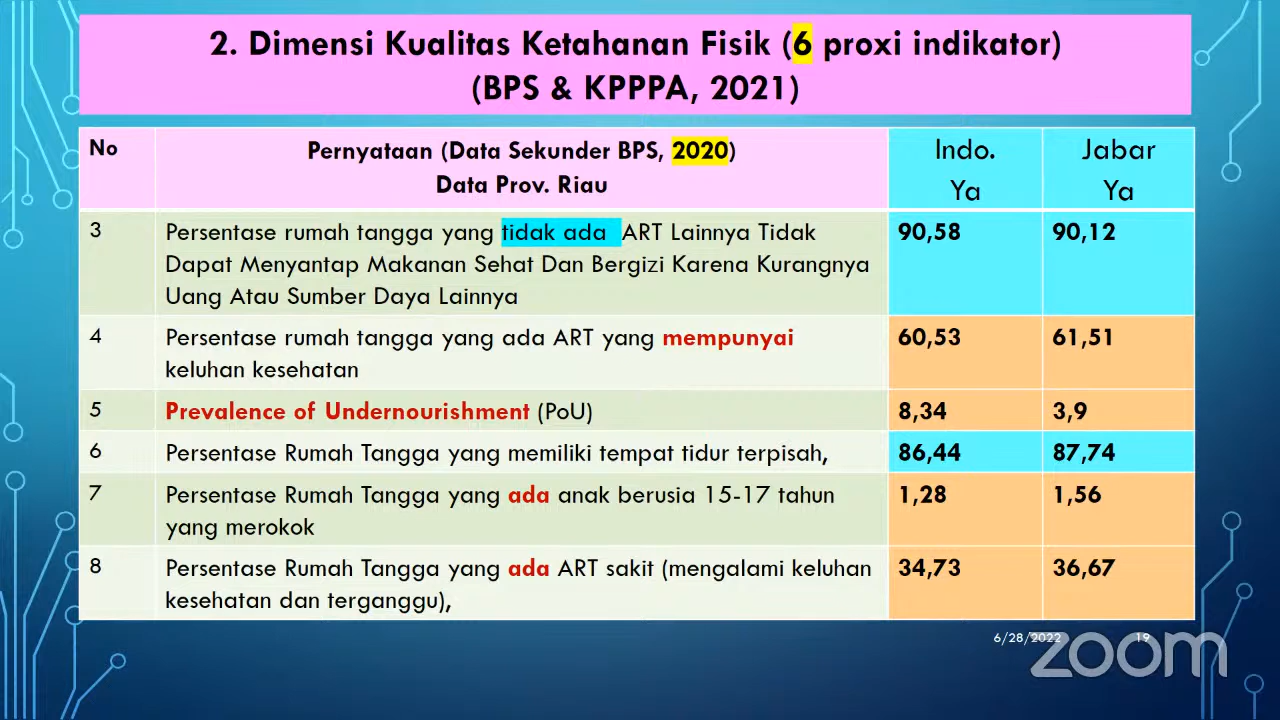 2. Dimensi Kualitas Ketahanan Fisik (6 proxi indikator)
(BPS & KPPPA, 2021)
No
Pernyataan (Data Sekunder BPS, 2020)
Data Prov. Riau
Indo.
Ya
Jabar
Ya
3
Persentase rumah tangga yang tidak ada ART Lainnya Tidak
Dapat Menyantap Makanan Sehat Dan Bergizi Karena Kurangnya
Uang Atau Sumber Daya Lainnya
90,58
90,12
4
Persentase rumah tangga yang ada ART yang mempunyai
keluhan kesehatan
60,53
61,51
5
Prevalence of Undernourishment (PoU)
8,34
3,9
6
Persentase Rumah Tangga yang memiliki tempat tidur terpisah,
86,44
87,74
7
Persentase Rumah Tangga yang ada anak berusia 15-17 tahun
yang merokok
1,28
1,56
8
Persentase Rumah Tangga yang ada ART sakit (mengalami keluhan
kesehatan dan terganggu),
34,73
36,67
6/28/2022
19
zoom